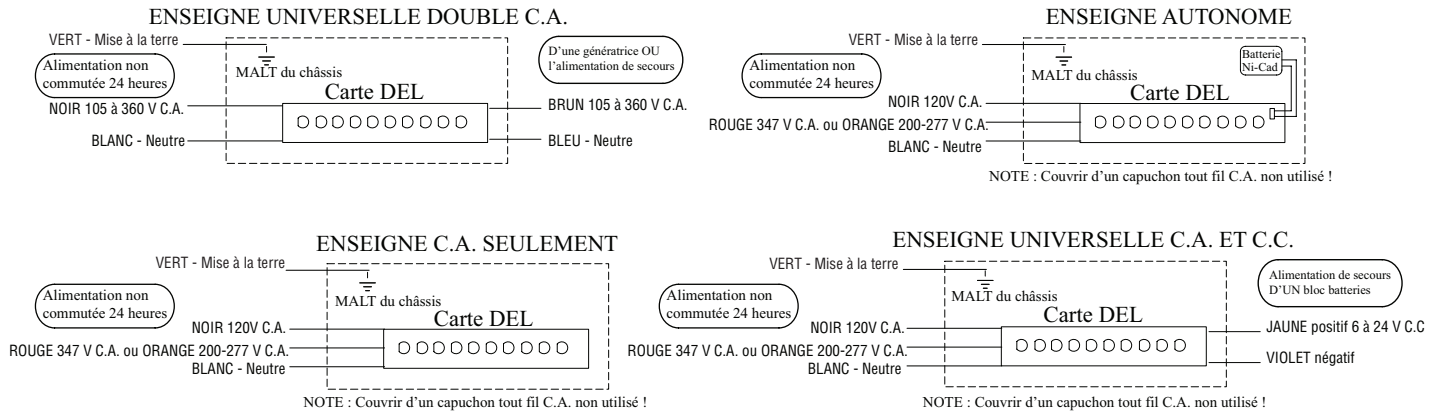 ENSEIGNE UNIVERSELLE DOUBLE C.A.
VERT - Mise à la terre
Alimentation non
commutée 24 heures
MALT du châssis
D'une génératrice OU
l'alimentation de secours
Carte DEL
NOIR 105 à 360 V C.A.
BRUN 105 à 360 V C.A.
BLANC - Neutre
BLEU - Neutre
ENSEIGNE AUTONOME
VERT - Mise à la terre
Alimentation non
commutée 24 heures
MALT du châssis
Batterie
Ni-Cad
Carte DEL
NOIR 120V C.A.
ROUGE 347 V C.A. ou ORANGE 200-277 V C.A.
BLANC - Neutre
NOTE : Couvrir d'un capuchon tout fil C.A. non utilisé !
ENSEIGNE C.A. SEULEMENT
VERT - Mise à la terre
Alimentation non
commutée 24 heures
MALT du châssis
Carte DEL
NOIR 120V C.A.
ROUGE 347 V C.A. ou ORANGE 200-277 V C.A.
BLANC - Neutre
NOTE : Couvrir d'un capuchon tout fil C.A. non utilisé !
ENSEIGNE UNIVERSELLE C.A. ET C.C.
VERT - Mise à la terre
Alimentation non
commutée 24 heures
MALT du châssis
Alimentation de secours
D'UN bloc batteries
Carte DEL
NOIR 120V C.A.
JAUNE positif 6 à 24 V C.C
ROUGE 347 V C.A. ou ORANGE 200-277 V C.A.
VIOLET négatif
BLANC - Neutre
NOTE : Couvrir d'un capuchon tout fil C.A. non utilisé !